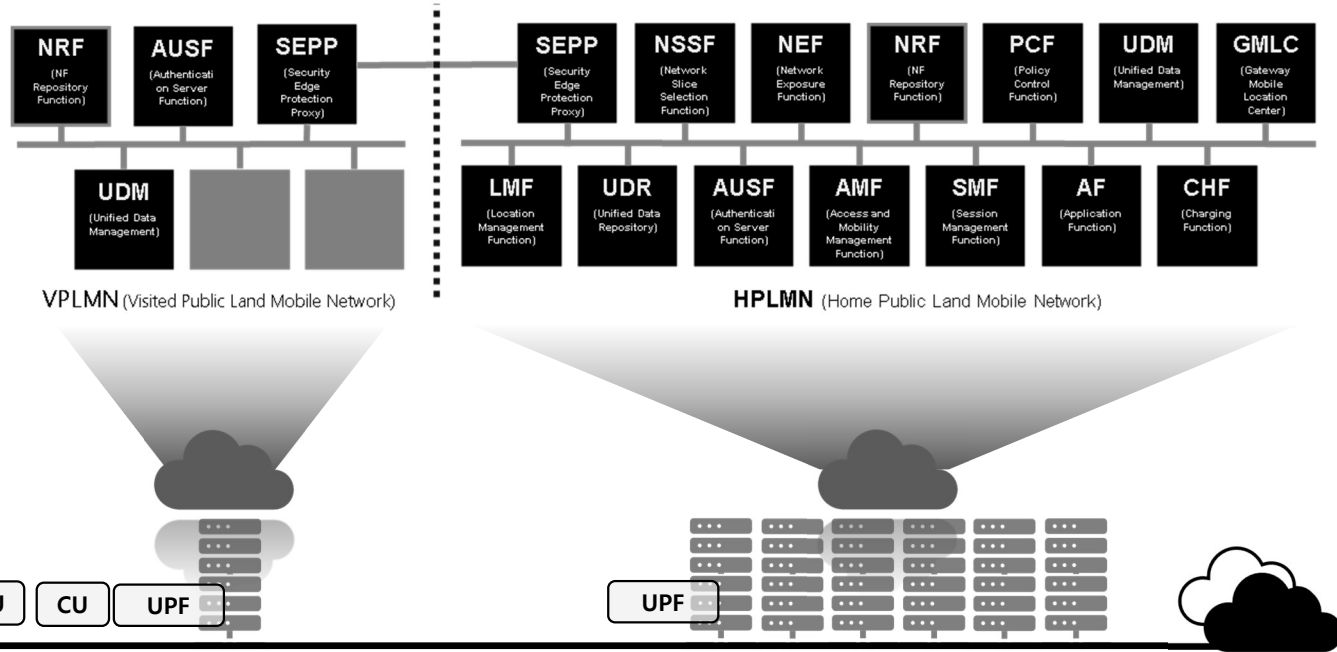 NRF
(NF
Repository
Function)
AUSF
(Authenticati
on Server
Function)
SEPP
(Security
Edge
Protection
Proxy)
SEPP
(Security
Edge
Protection
Proxy)
NSSF
(Network
Slice
Selection
Function)
NEF
(Network
Exposure
Function)
NRF
(NF
Repository
Function)
PCF
(Policy
Control
Function)
UDM
(Unified Data
Management)
GMLC
(Gateway
Mobile
Location
Center)
UDM
(Unified Data
Management)
LMF
(Location
Management
Function)
UDR
(Unified Data
Repository)
AUSF
(Authenticati
on Server
Function)
AMF
(Access and
Mobility
Management
Function)
SMF
(Session
Management
Function)
AF
(Application
Function)
CHF
(Charging
Function)
VPLMN (Visited Public Land Mobile Network)
HPLMN (Home Public Land Mobile Network)
CU
UPF
UPF